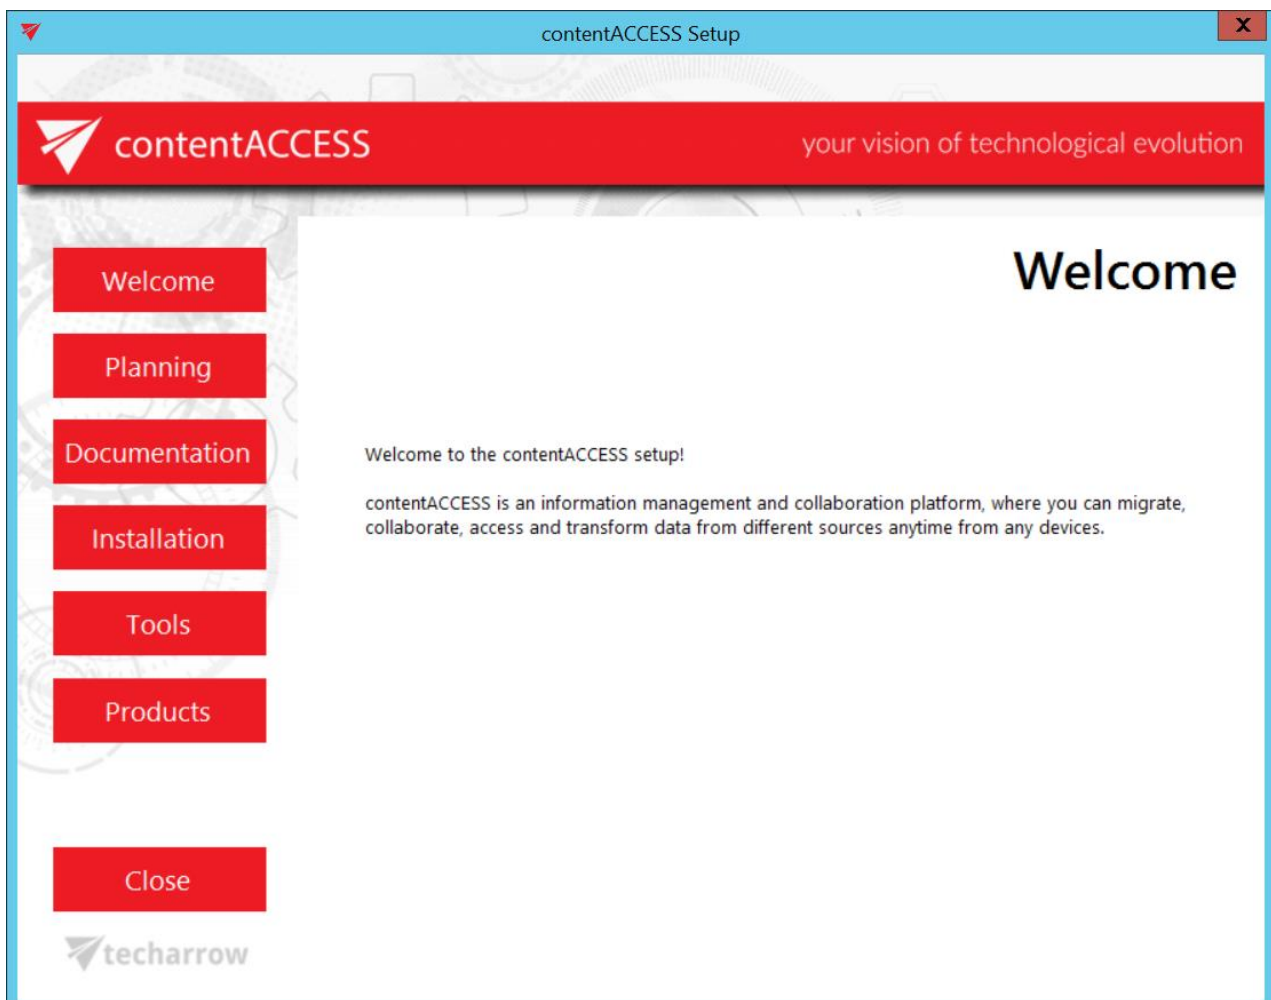 contentACCESS Setup
X
contentACCESS
your vision of technological evolution
Welcome
Planning
Documentation
Installation
Tools
Products
Close
techarrow
Welcome
Welcome to the contentACCESS setup!
contentACCESS is an information management and collaboration platform, where you can migrate,
collaborate, access and transform data from different sources anytime from any devices.